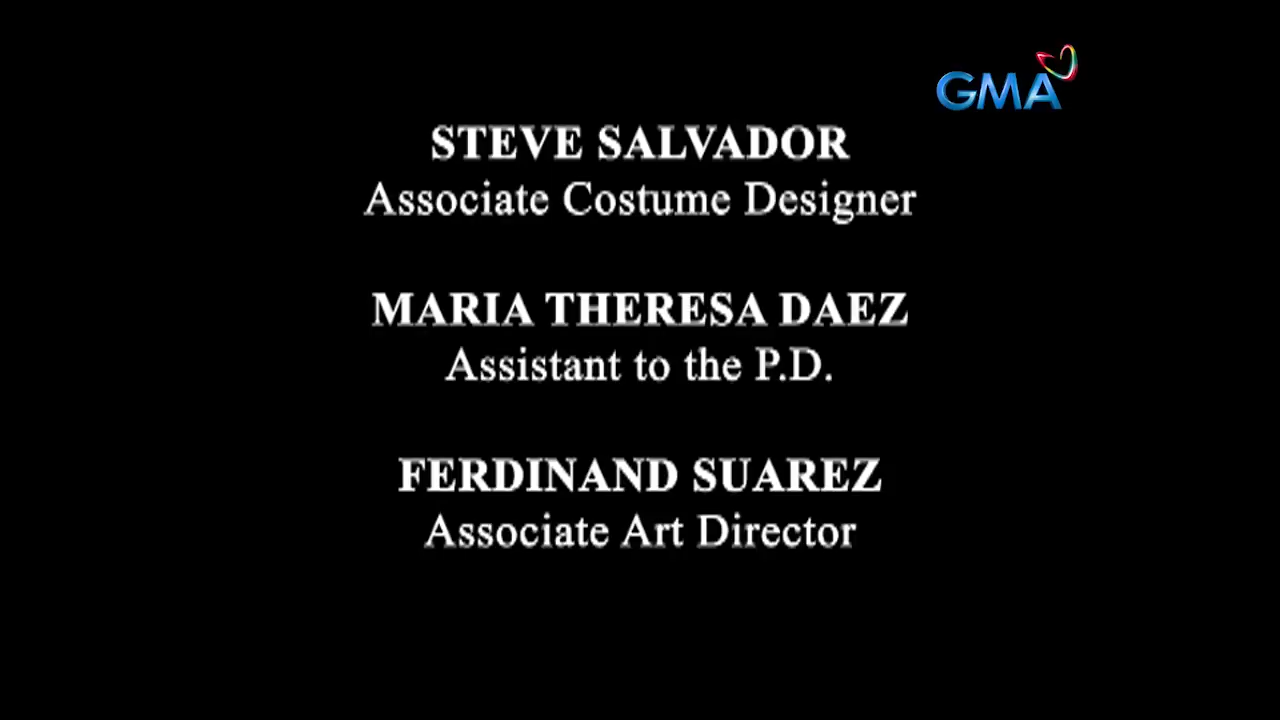 GMA
STEVE SALVADOR
Associate Costume Designer
MARIA THERESA DAEZ
Assistant to the P.D.
FERDINAND SUAREZ
Associate Art Director